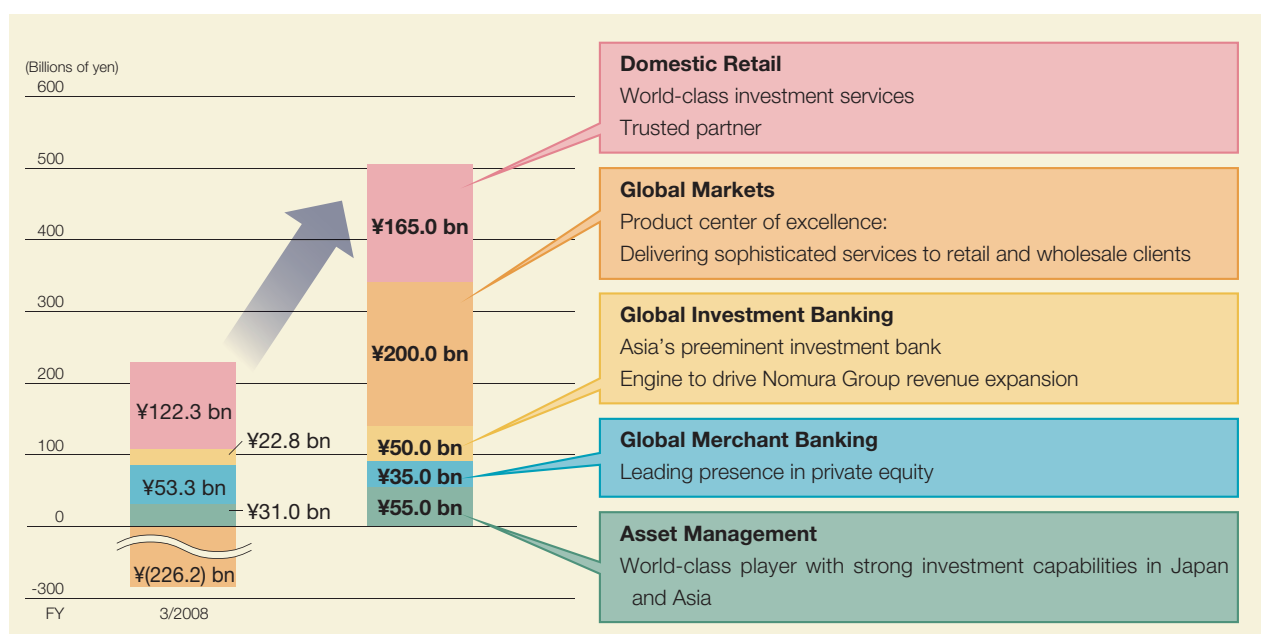 (Billions of yen)
600
500
400
300
200
100
0
-300
FY
3/2008
¥122.3 bn
¥22.8 bn
¥53.3 bn
¥31.0 bn
¥(226.2) bn
¥165.0 bn
¥200.0 bn
¥50.0 bn
¥35.0 bn
¥55.0 bn
Domestic Retail
World-class investment services
Trusted partner
Global Markets
Product center of excellence:
Delivering sophisticated services to retail and wholesale clients
Global Investment Banking
Asia’s preeminent investment bank
Engine to drive Nomura Group revenue expansion
Global Merchant Banking
Leading presence in private equity
Asset Management
World-class player with strong investment capabilities in Japan
and Asia